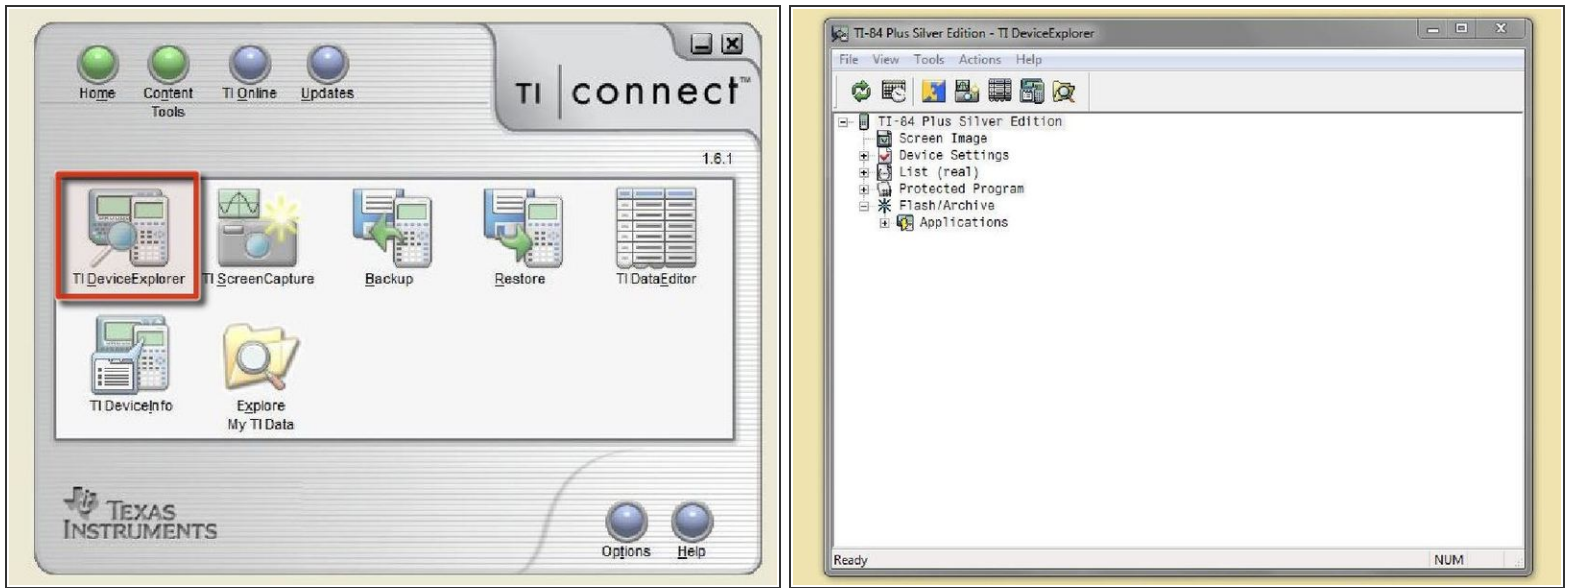 Home
Content
Tools
TI Online
Updates
TI connect™
1.6.1
TI DeviceExplorer
TI ScreenCapture
Backup
Restore
TI DataEditor
TI DeviceInfo
Explore
My TI Data
TEXAS
INSTRUMENTS
Options
Help
TI-84 Plus Silver Edition - TI DeviceExplorer
File View Tools Actions Help
TI-84 Plus Silver Edition
Screen Image
Device Settings
List (real)
Protected Program
Flash/Archive
Applications
Ready
NUM